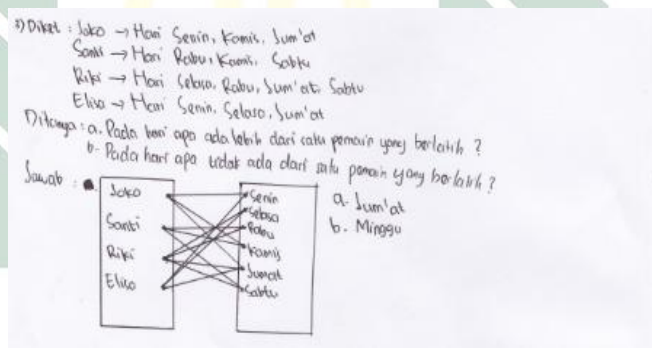 3) Diket : Joko → Hari Senin, Kamis, Jum'at
Santi → Hari Rabu, Kamis, Sabtu
Riki → Hari Selasa, Rabu, Jum'at, Sabtu
Elisa → Hari Senin, Selasa, Jum'at
Ditanya : a. Pada hari apa ada lebih dari satu pemain yang berlatih ?
b. Pada hari apa tidak ada dari satu pemain yang berlatih ?
Jawab :
Joko
Santi
Riki
Elisa
Senin
Selasa
Rabu
Kamis
Jumat
Sabtu
a. Jum'at
b. Minggu